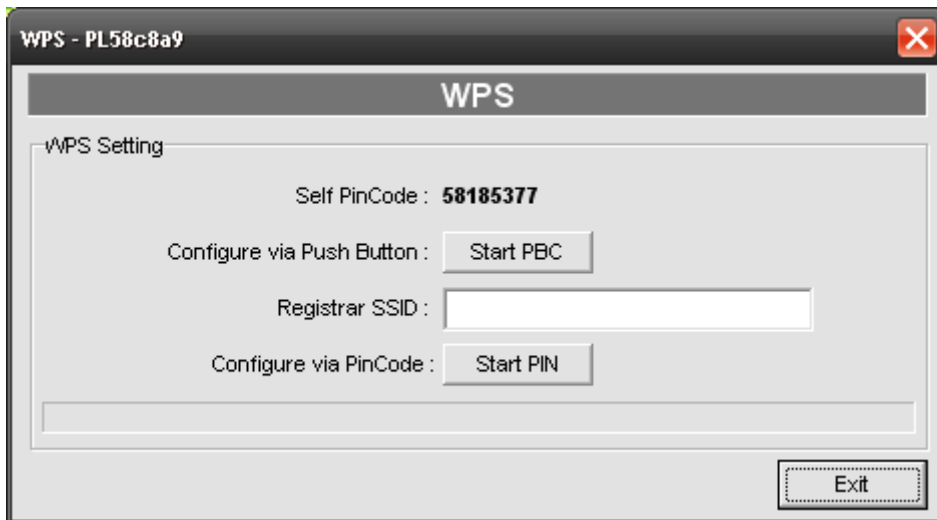 WPS - PL58c8a9
WPS
WPS Setting
Self PinCode : 58185377
Configure via Push Button : Start PBC
Registrar SSID :
Configure via PinCode : Start PIN
Exit